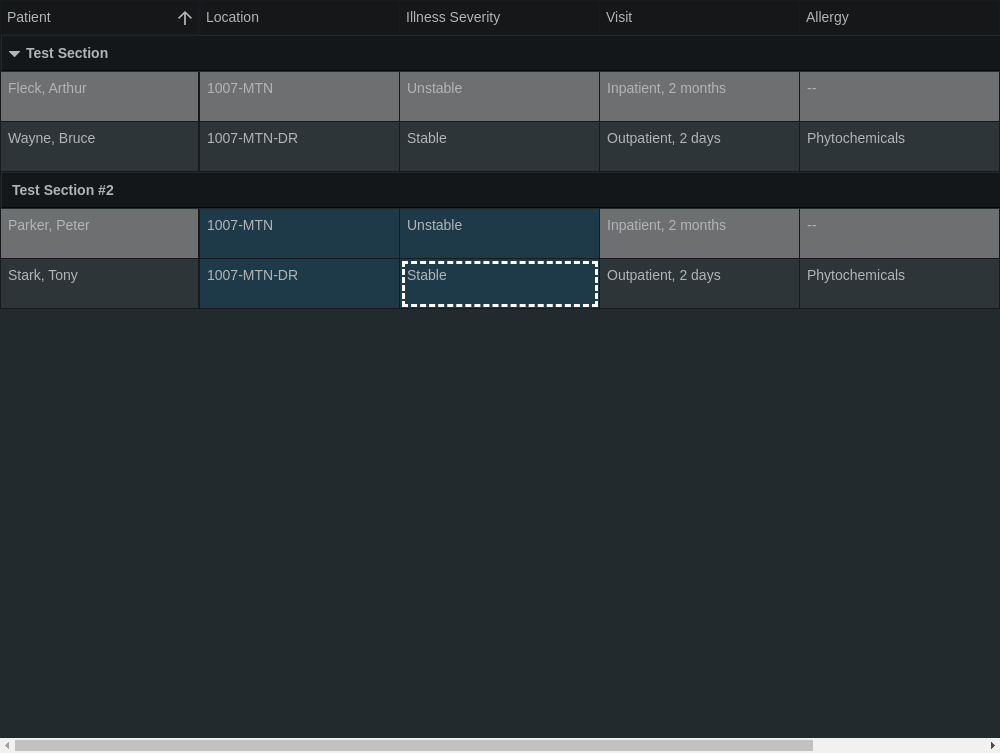 Patient Location Illness Severity Visit Allergy
Test Section
Fleck, Arthur 1007-MTN Unstable Inpatient, 2 months --
Wayne, Bruce 1007-MTN-DR Stable Outpatient, 2 days Phytochemicals
Test Section #2
Parker, Peter 1007-MTN Unstable Inpatient, 2 months --
Stark, Tony 1007-MTN-DR Stable Outpatient, 2 days Phytochemicals